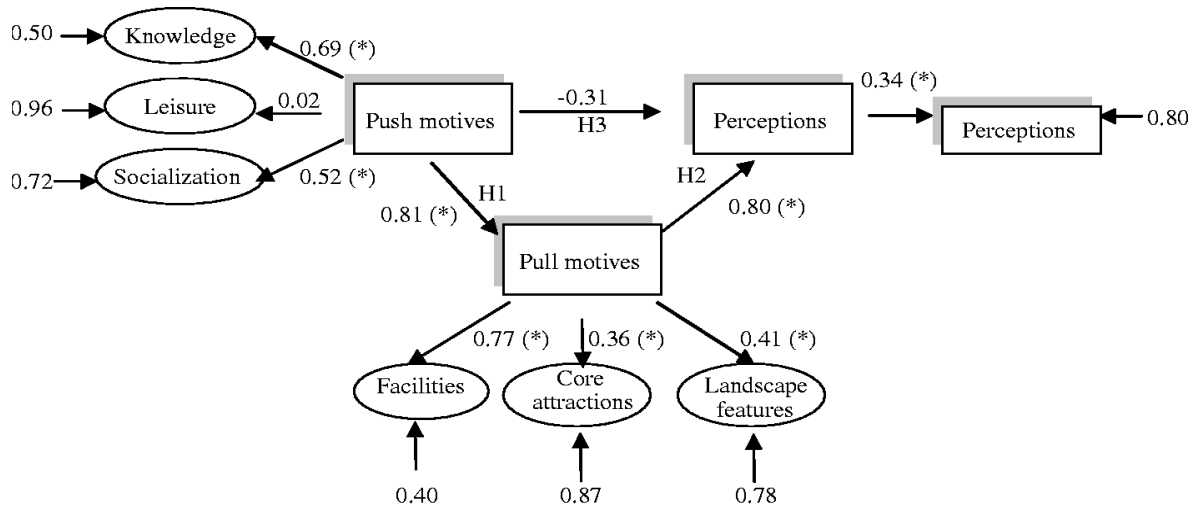 0.50
Knowledge
0.69 (*)
0.96
Leisure
0.02
0.72
Socialization
0.52 (*)
Push motives
-0.31
H3
Perceptions
0.34 (*)
Perceptions
0.80
H1
0.81 (*)
H2
0.80 (*)
Pull motives
0.77 (*)
0.36 (*)
0.41 (*)
Facilities
Core
attractions
Landscape
features
0.40
0.87
0.78